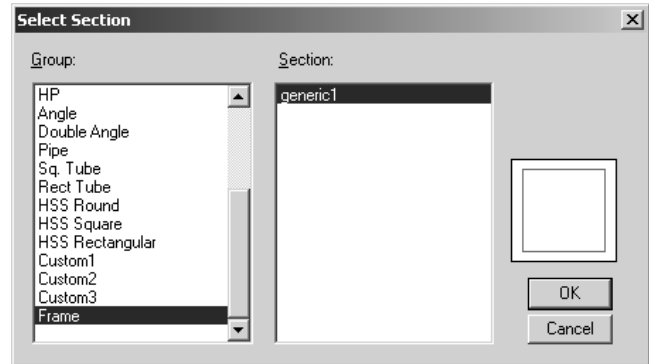 Select Section
Group:
Section:
HP
Angle
Double Angle
Pipe
Sq. Tube
Rect Tube
HSS Round
HSS Square
HSS Rectangular
Custom1
Custom2
Custom3
Frame
generic1
OK
Cancel